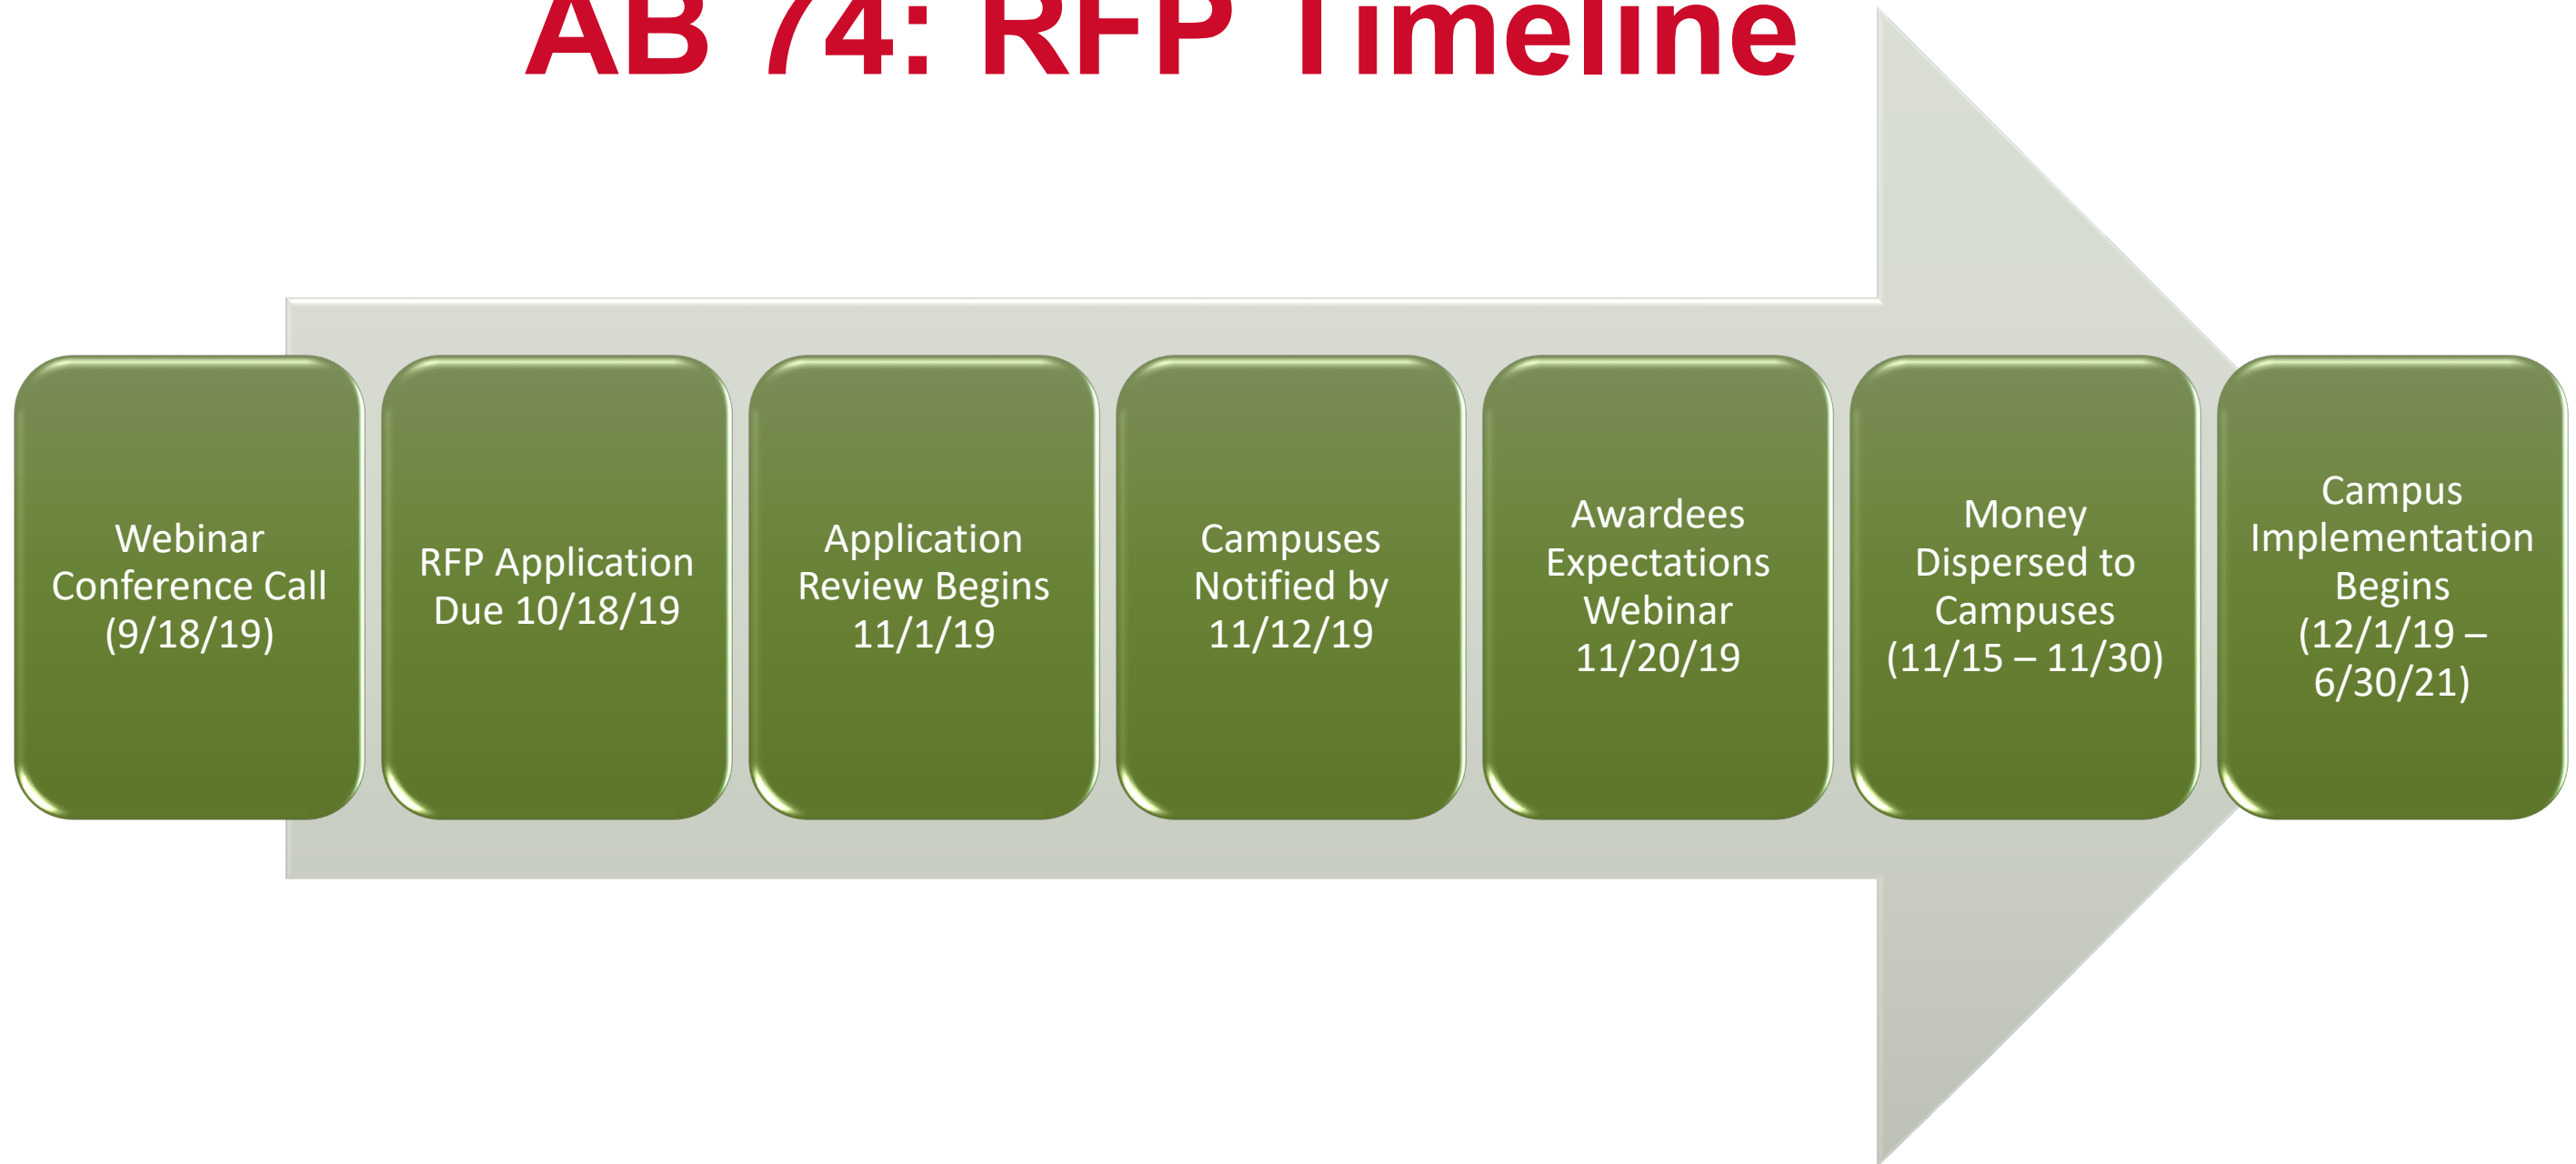 AB 74: RFP Timeline
Webinar
Conference Call
(9/18/19)
RFP Application
Due 10/18/19
Application
Review Begins
11/1/19
Campuses
Notified by
11/12/19
Awardees
Expectations
Webinar
11/20/19
Money
Dispersed to
Campuses
(11/15 – 11/30)
Campus
Implementation
Begins
(12/1/19 –
6/30/21)